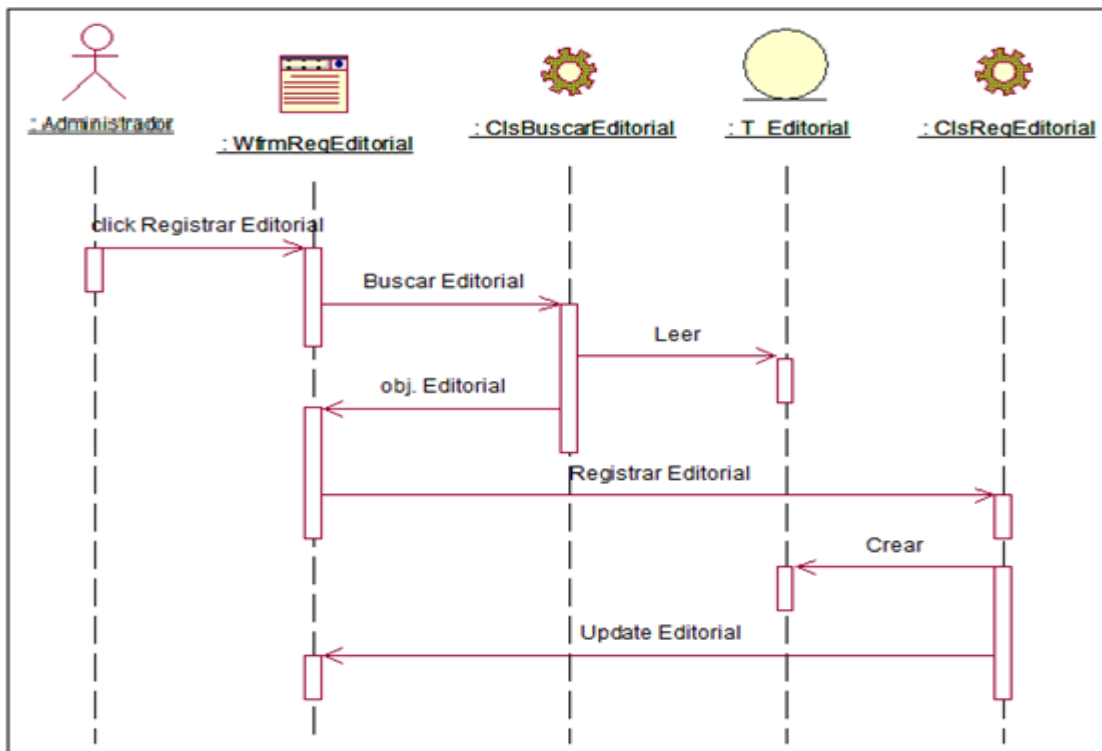 : Administrador
: WfrmRegEditorial
: ClsBuscarEditorial
: T_Editorial
: ClsRegEditorial
click Registrar Editorial
Buscar Editorial
Leer
obj. Editorial
Registrar Editorial
Crear
Update Editorial